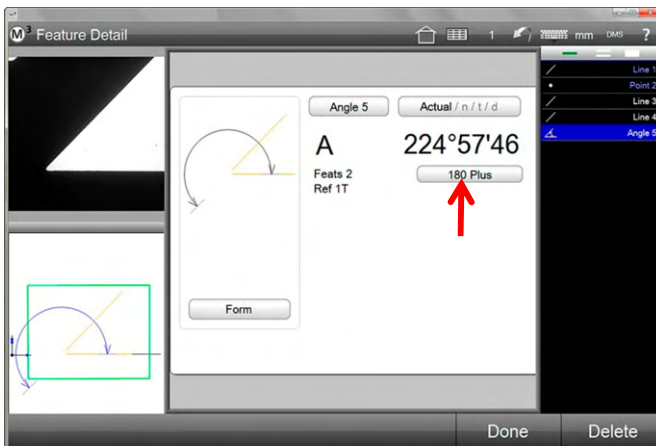 M³ Feature Detail
1 mm DMS ?
Angle 5 Actual / n / t / d
A 224°57'46
Feats 2 180 Plus
Ref 1T
Form
Line 1
Point 2
Line 3
Line 4
Angle 5
Done Delete